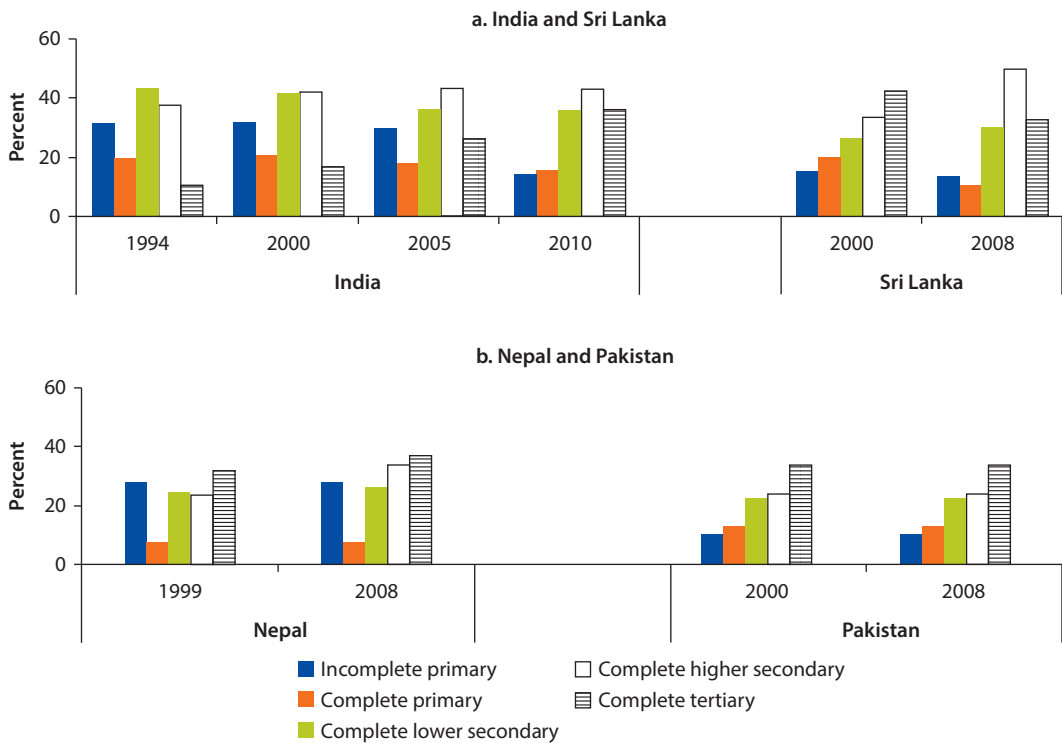 a. India and Sri Lanka
60
40
20
0
Percent
1994 2000 2005 2010 2000 2008
India Sri Lanka
b. Nepal and Pakistan
60
40
20
0
Percent
1999 2008 2000 2008
Nepal Pakistan
Incomplete primary Complete higher secondary
Complete primary Complete tertiary
Complete lower secondary